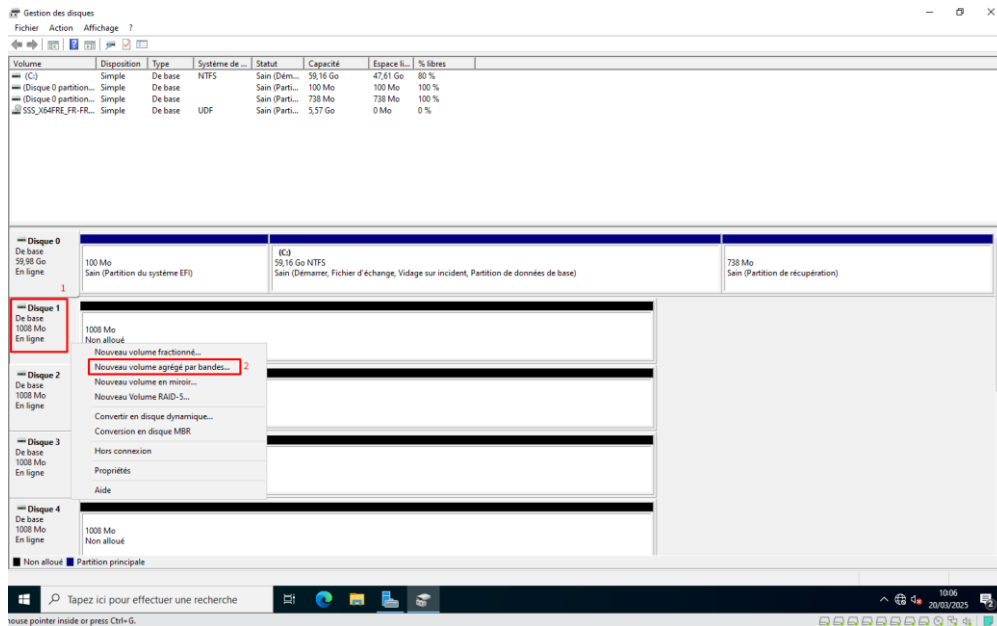 Gestion des disques
Fichier Action Affichage ?
Volume Disposition Type Système de ... Statut Capacité Espace li... % libres
(C:) Simple De base NTFS Sain (Dém... 59,16 Go 47,61 Go 80 %
(Disque 0 partition... Simple De base Sain (Parti... 100 Mo 100 Mo 100 %
(Disque 0 partition... Simple De base Sain (Parti... 738 Mo 738 Mo 100 %
SSS_X64FRE_FR-FR... Simple De base UDF Sain (Parti... 5,57 Go 0 Mo 0 %
Disque 0
De base
59,98 Go
En ligne
100 Mo
Sain (Partition du système EFI)
(C:)
59,16 Go NTFS
Sain (Démarrer, Fichier d'échange, Vidage sur incident, Partition de données de base)
738 Mo
Sain (Partition de récupération)
1
Disque 1
De base
1008 Mo
En ligne
1008 Mo
Non alloué
Nouveau volume fractionné...
Nouveau volume agrégé par bandes... 2
Nouveau volume en miroir...
Nouveau Volume RAID-5...
Convertir en disque dynamique...
Conversion en disque MBR
Hors connexion
Propriétés
Aide
Disque 2
De base
1008 Mo
En ligne
Disque 3
De base
1008 Mo
En ligne
Disque 4
De base
1008 Mo
En ligne
1008 Mo
Non alloué
Non alloué Partition principale
Tapez ici pour effectuer une recherche
10:06
20/03/2025
2
mouse pointer inside or press Ctrl+G.